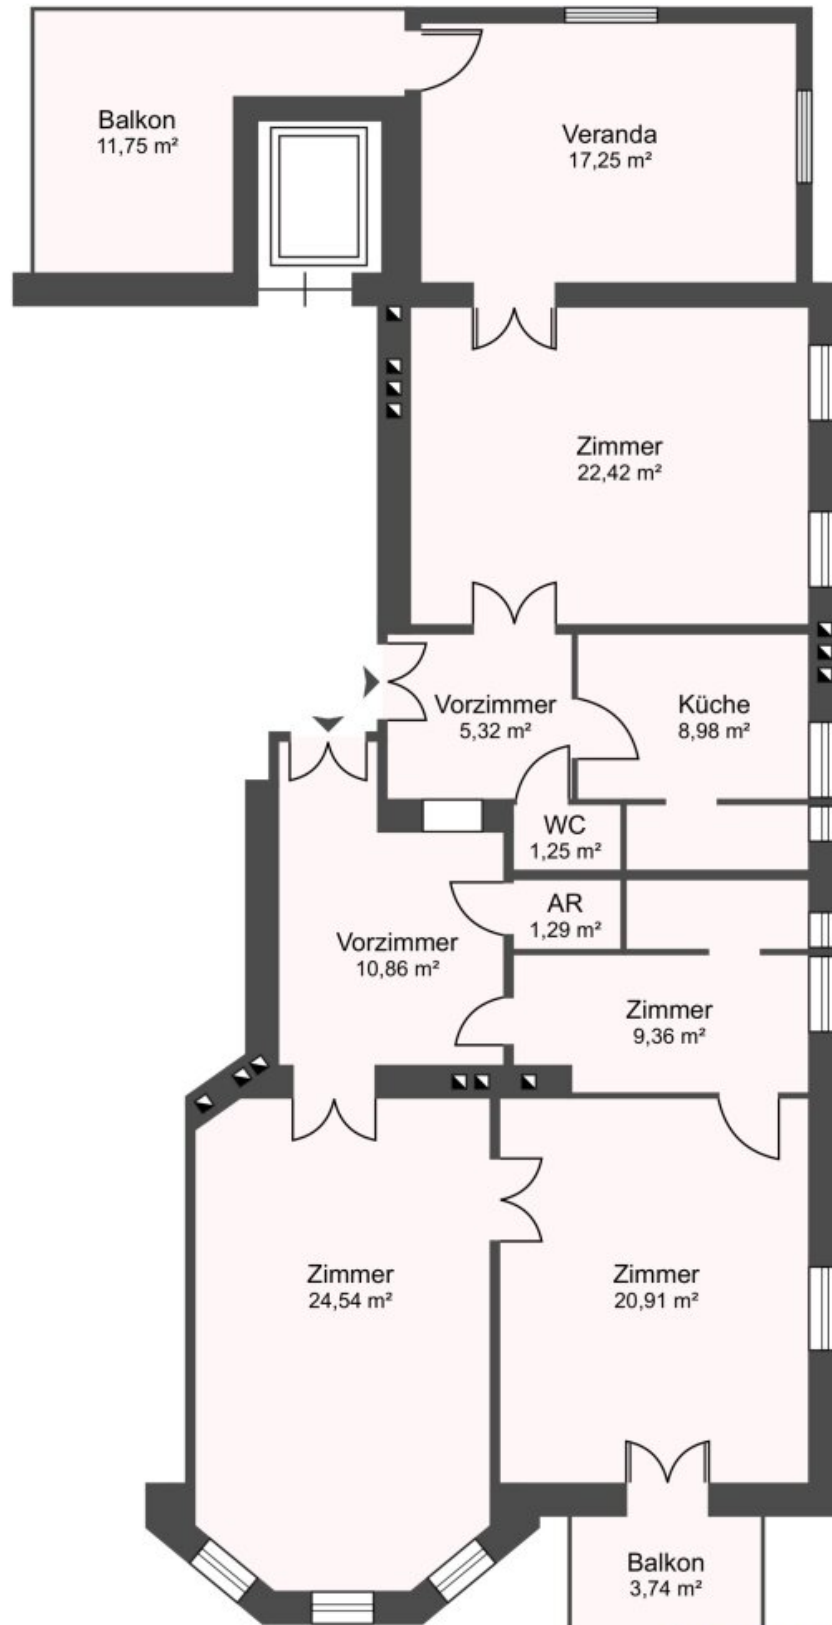 Balkon
11,75 m²
Veranda
17,25 m²
Zimmer
22,42 m²
Vorzimmer
5,32 m²
Küche
8,98 m²
WC
1,25 m²
AR
1,29 m²
Vorzimmer
10,86 m²
Zimmer
9,36 m²
Zimmer
24,54 m²
Zimmer
20,91 m²
Balkon
3,74 m²